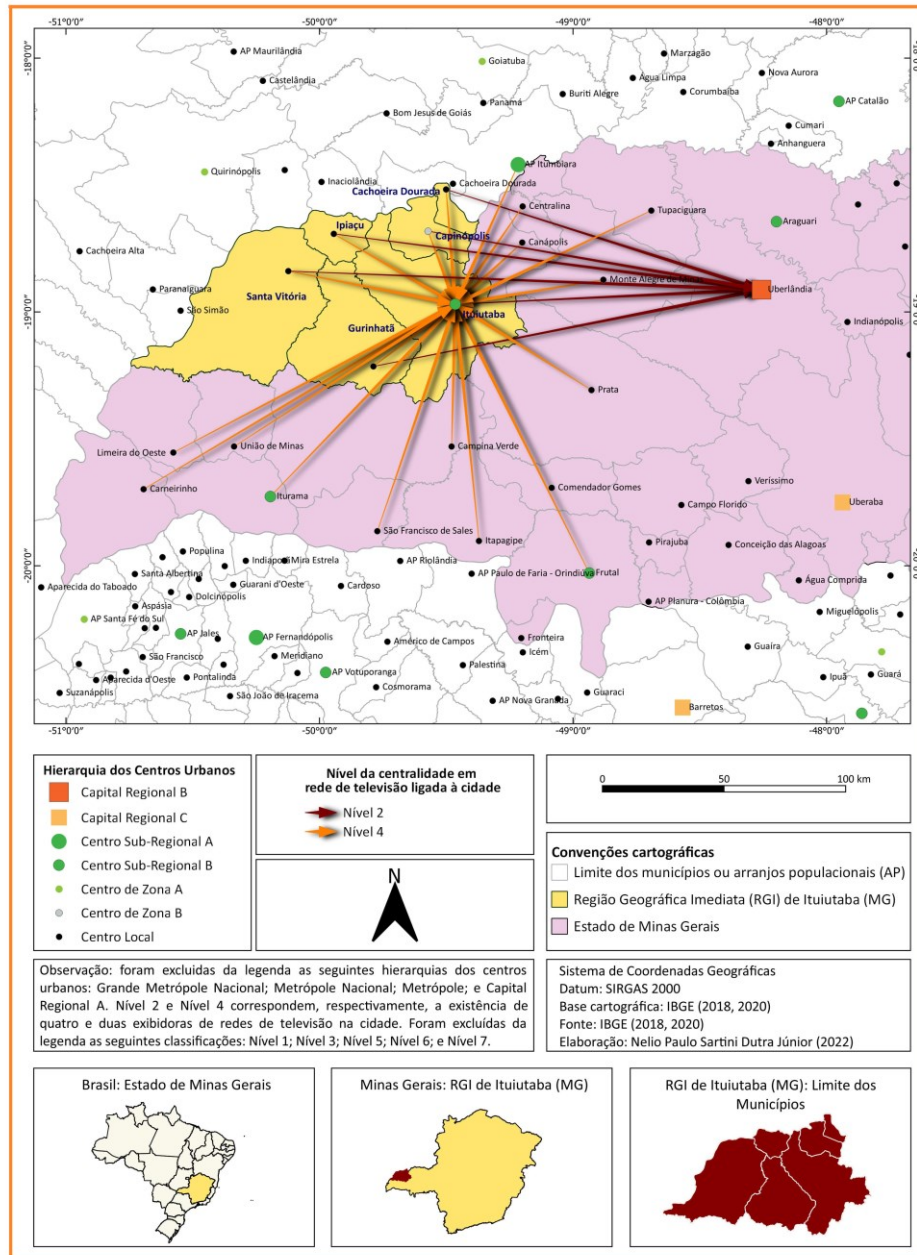 -51°0'0"
-50°0'0"
-49°0'0"
-48°0'0"
-18°0'0"
AP Maurilândia
Castelândia
Goiatuba
Marzagão
Água Limpa
Nova Aurora
Buriti Alegre
Corumbaíba
Panamá
AP Catalão
Bom Jesus de Goiás
Cumari
Anhanguera
AP Itumbiara
Quirinópolis
Inaciolândia
Cachoeira Dourada
Cachoeira Dourada
Centralina
Tupaciguara
Araguari
Ipiaçu
Capinópolis
Canápolis
Cachoeira Alta
Monte Alegre de
Paranaiguara
Santa Vitória
Uberlândia
-19°0'0"
São Simão
Ituiutaba
Gurinhatã
Indianópolis
Prata
Limeira do Oeste
União de Minas
Campina Verde
Carneirinho
Iturama
Comendador Gomes
Veríssimo
Campo Florido
Uberaba
São Francisco de Sales
Itapagipe
Pirajuba
Conceição das Alagoas
-20°0'0"
Populina
Indiaporã
Mira Estrela
AP Riolândia
Santa Albertina
AP Paulo de Faria - Orindiúva
Frutal
Aparecida do Taboado
Guarani d'Oeste
Cardoso
Água Comprida
Dolcinópolis
Aspásia
AP Planura - Colômbia
Miguelópolis
AP Santa Fé do Sul
AP Jales
AP Fernandópolis
Américo de Campos
Fronteira
Icém
Guaíra
São Francisco
Meridiano
Palestina
Aparecida d'Oeste
Pontalinda
AP Votuporanga
Ipuã
Guará
Suzanápolis
São João de Iracema
Cosmorama
AP Nova Granada
Guaraci
Barretos
-51°0'0"
-50°0'0"
-49°0'0"
-48°0'0"
Hierarquia dos Centros Urbanos
Capital Regional B
Capital Regional C
Centro Sub-Regional A
Centro Sub-Regional B
Centro de Zona A
Centro de Zona B
Centro Local
Nível da centralidade em
rede de televisão ligada à cidade
Nível 2
Nível 4
N
0 50 100 km
Convenções cartográficas
Limite dos municípios ou arranjos populacionais (AP)
Região Geográfica Imediata (RGI) de Ituiutaba (MG)
Estado de Minas Gerais
Observação: foram excluidas da legenda as seguintes hierarquias dos centros
urbanos: Grande Metrópole Nacional; Metrópole Nacional; Metrópole; e Capital
Regional A. Nível 2 e Nível 4 correspondem, respectivamente, a existência de
quatro e duas exibidoras de redes de televisão na cidade. Foram excluídas da
legenda as seguintes classificações: Nível 1; Nível 3; Nível 5; Nível 6; e Nível 7.
Sistema de Coordenadas Geográficas
Datum: SIRGAS 2000
Base cartográfica: IBGE (2018, 2020)
Fonte: IBGE (2018, 2020)
Elaboração: Nelio Paulo Sartini Dutra Júnior (2022)
Brasil: Estado de Minas Gerais
Minas Gerais: RGI de Ituiutaba (MG)
RGI de Ituiutaba (MG): Limite dos
Municípios